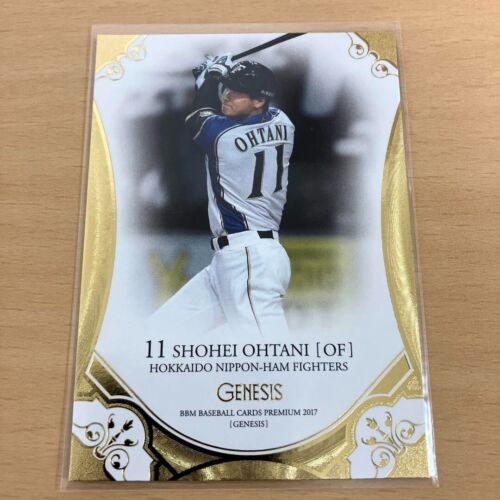 OHTANI
11
11 SHOHEI OHTANI [OF]
HOKKAIDO NIPPON-HAM FIGHTERS
GENESIS
BBM BASEBALL CARDS PREMIUM 2017
[GENESIS]